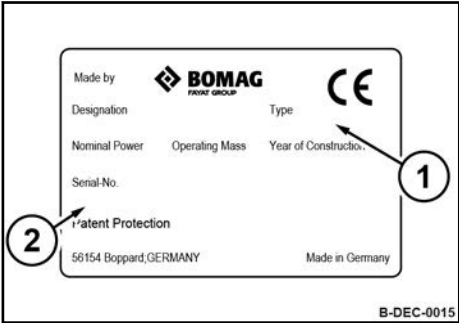 Made by BOMAG CE
FAYAT GROUP
Designation Type
Nominal Power Operating Mass Year of Construction
1
Serial-No.
2
Patent Protection
56154 Boppard;GERMANY Made in Germany
B-DEC-0015